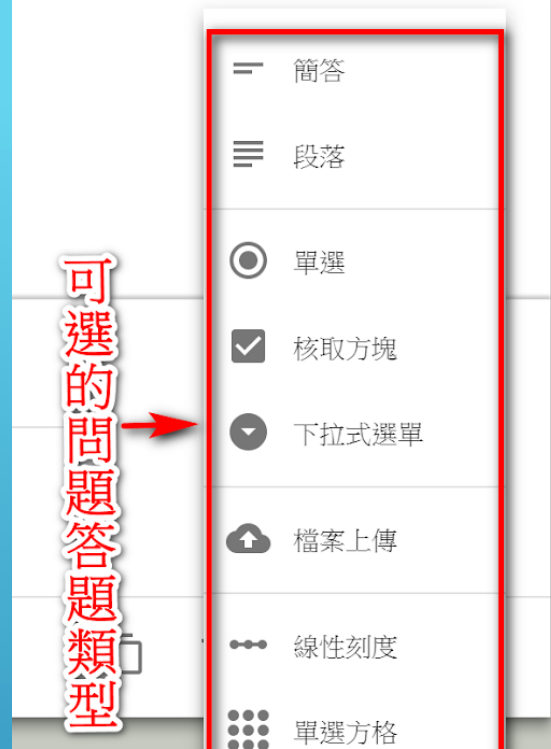 可選的問題答題類型
簡答
段落
單選
核取方塊
下拉式選單
檔案上傳
線性刻度
單選方格